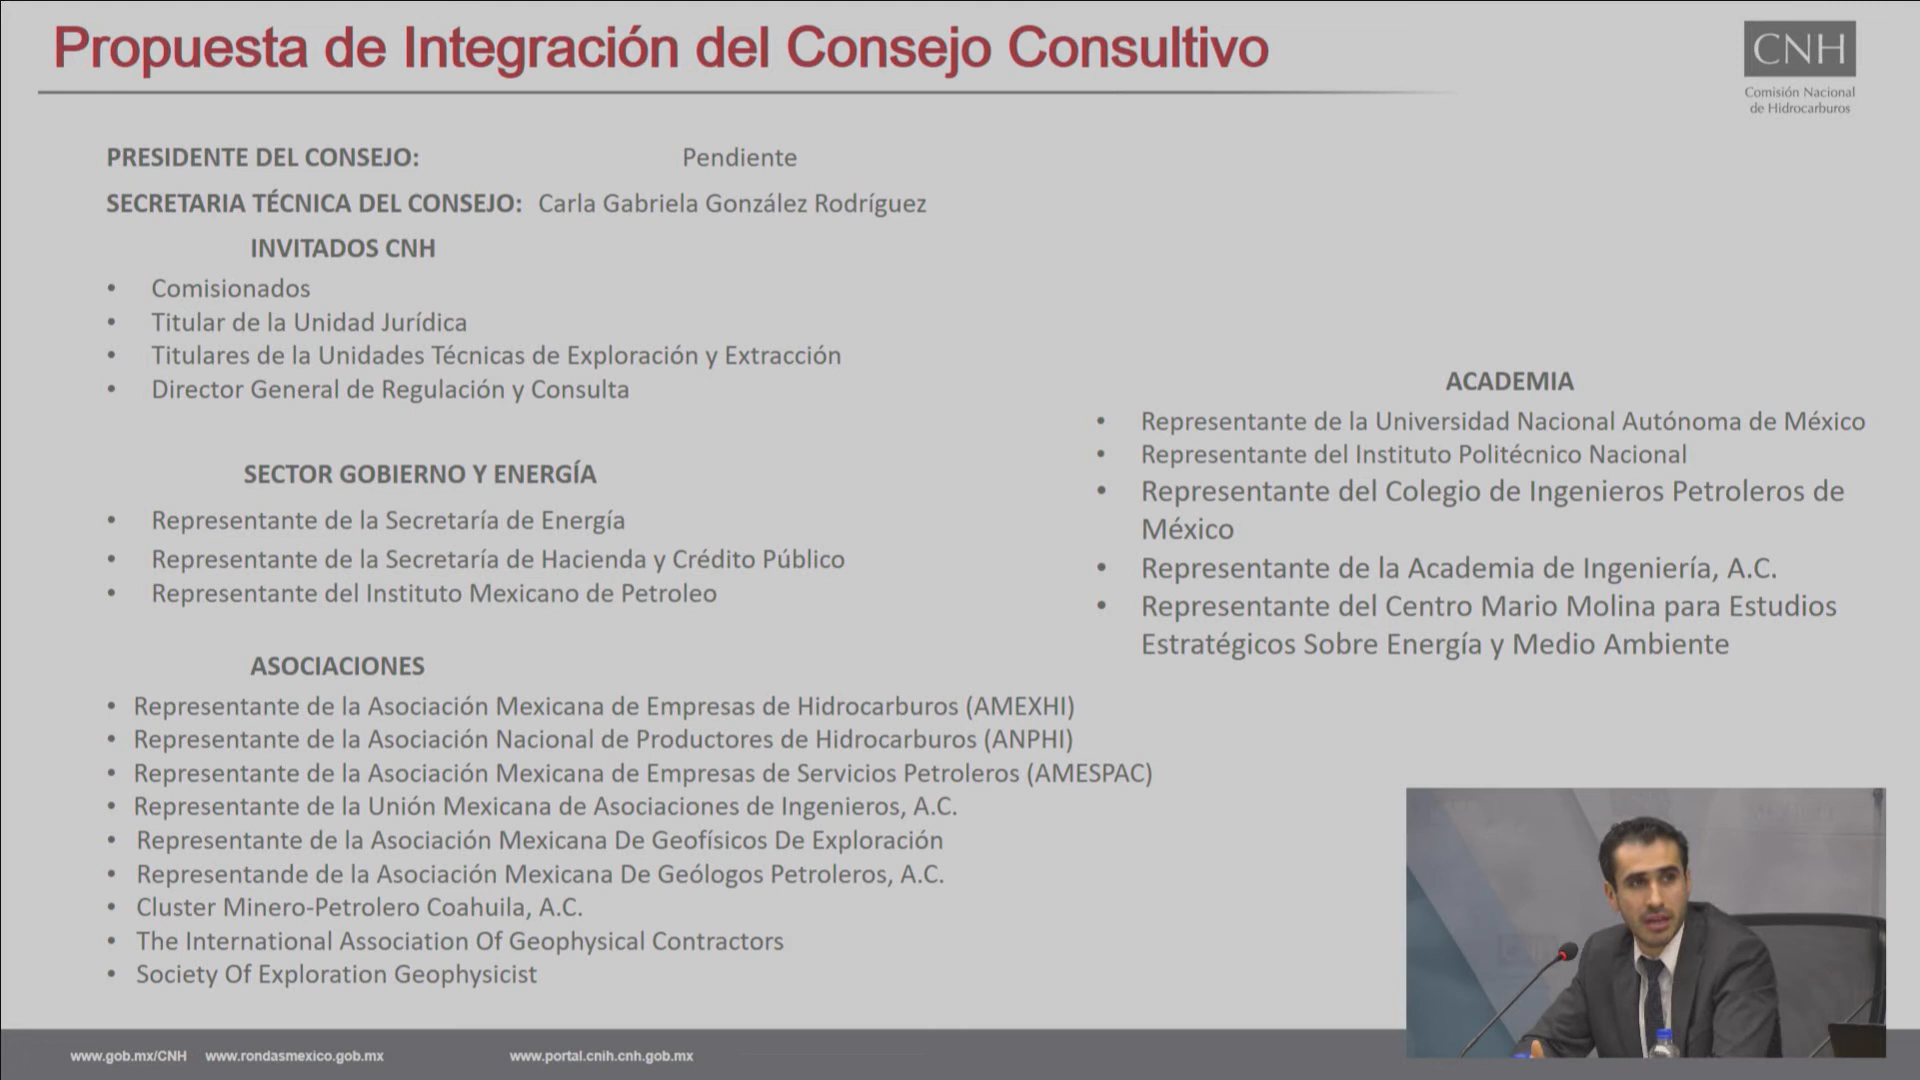 Propuesta de Integración del Consejo Consultivo
CNH
Comisión Nacional
de Hidrocarburos
PRESIDENTE DEL CONSEJO: Pendiente
SECRETARIA TÉCNICA DEL CONSEJO: Carla Gabriela González Rodríguez
INVITADOS CNH
• Comisionados
• Titular de la Unidad Jurídica
• Titulares de la Unidades Técnicas de Exploración y Extracción
• Director General de Regulación y Consulta
SECTOR GOBIERNO Y ENERGÍA
• Representante de la Secretaría de Energía
• Representante de la Secretaría de Hacienda y Crédito Público
• Representante del Instituto Mexicano de Petroleo
ASOCIACIONES
• Representante de la Asociación Mexicana de Empresas de Hidrocarburos (AMEXHI)
• Representante de la Asociación Nacional de Productores de Hidrocarburos (ANPHI)
• Representante de la Asociación Mexicana de Empresas de Servicios Petroleros (AMESPAC)
• Representante de la Unión Mexicana de Asociaciones de Ingenieros, A.C.
• Representante de la Asociación Mexicana De Geofísicos De Exploración
• Representande de la Asociación Mexicana De Geólogos Petroleros, A.C.
• Cluster Minero-Petrolero Coahuila, A.C.
• The International Association Of Geophysical Contractors
• Society Of Exploration Geophysicist
ACADEMIA
• Representante de la Universidad Nacional Autónoma de México
• Representante del Instituto Politécnico Nacional
• Representante del Colegio de Ingenieros Petroleros de
México
• Representante de la Academia de Ingeniería, A.C.
• Representante del Centro Mario Molina para Estudios
Estratégicos Sobre Energía y Medio Ambiente
www.gob.mx/CNH www.rondasmexico.gob.mx www.portal.cnih.cnh.gob.mx